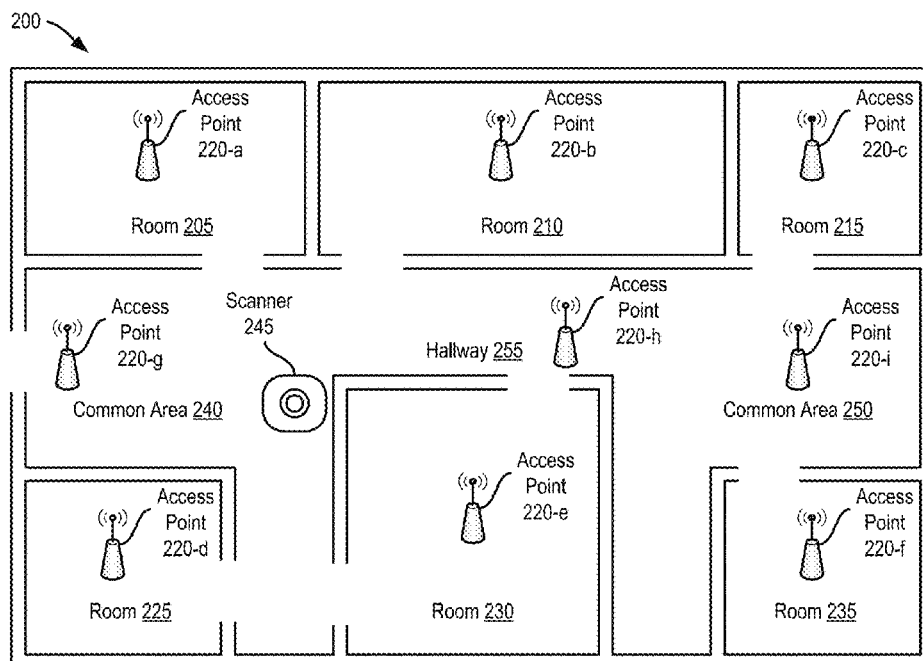 200
Access
Point
220-a
Access
Point
220-b
Access
Point
220-c
Room 205
Room 210
Room 215
Scanner
245
Access
Point
220-g
Access
Point
220-h
Access
Point
220-i
Hallway 255
Common Area 240
Common Area 250
Access
Point
220-d
Access
Point
220-e
Access
Point
220-f
Room 225
Room 230
Room 235